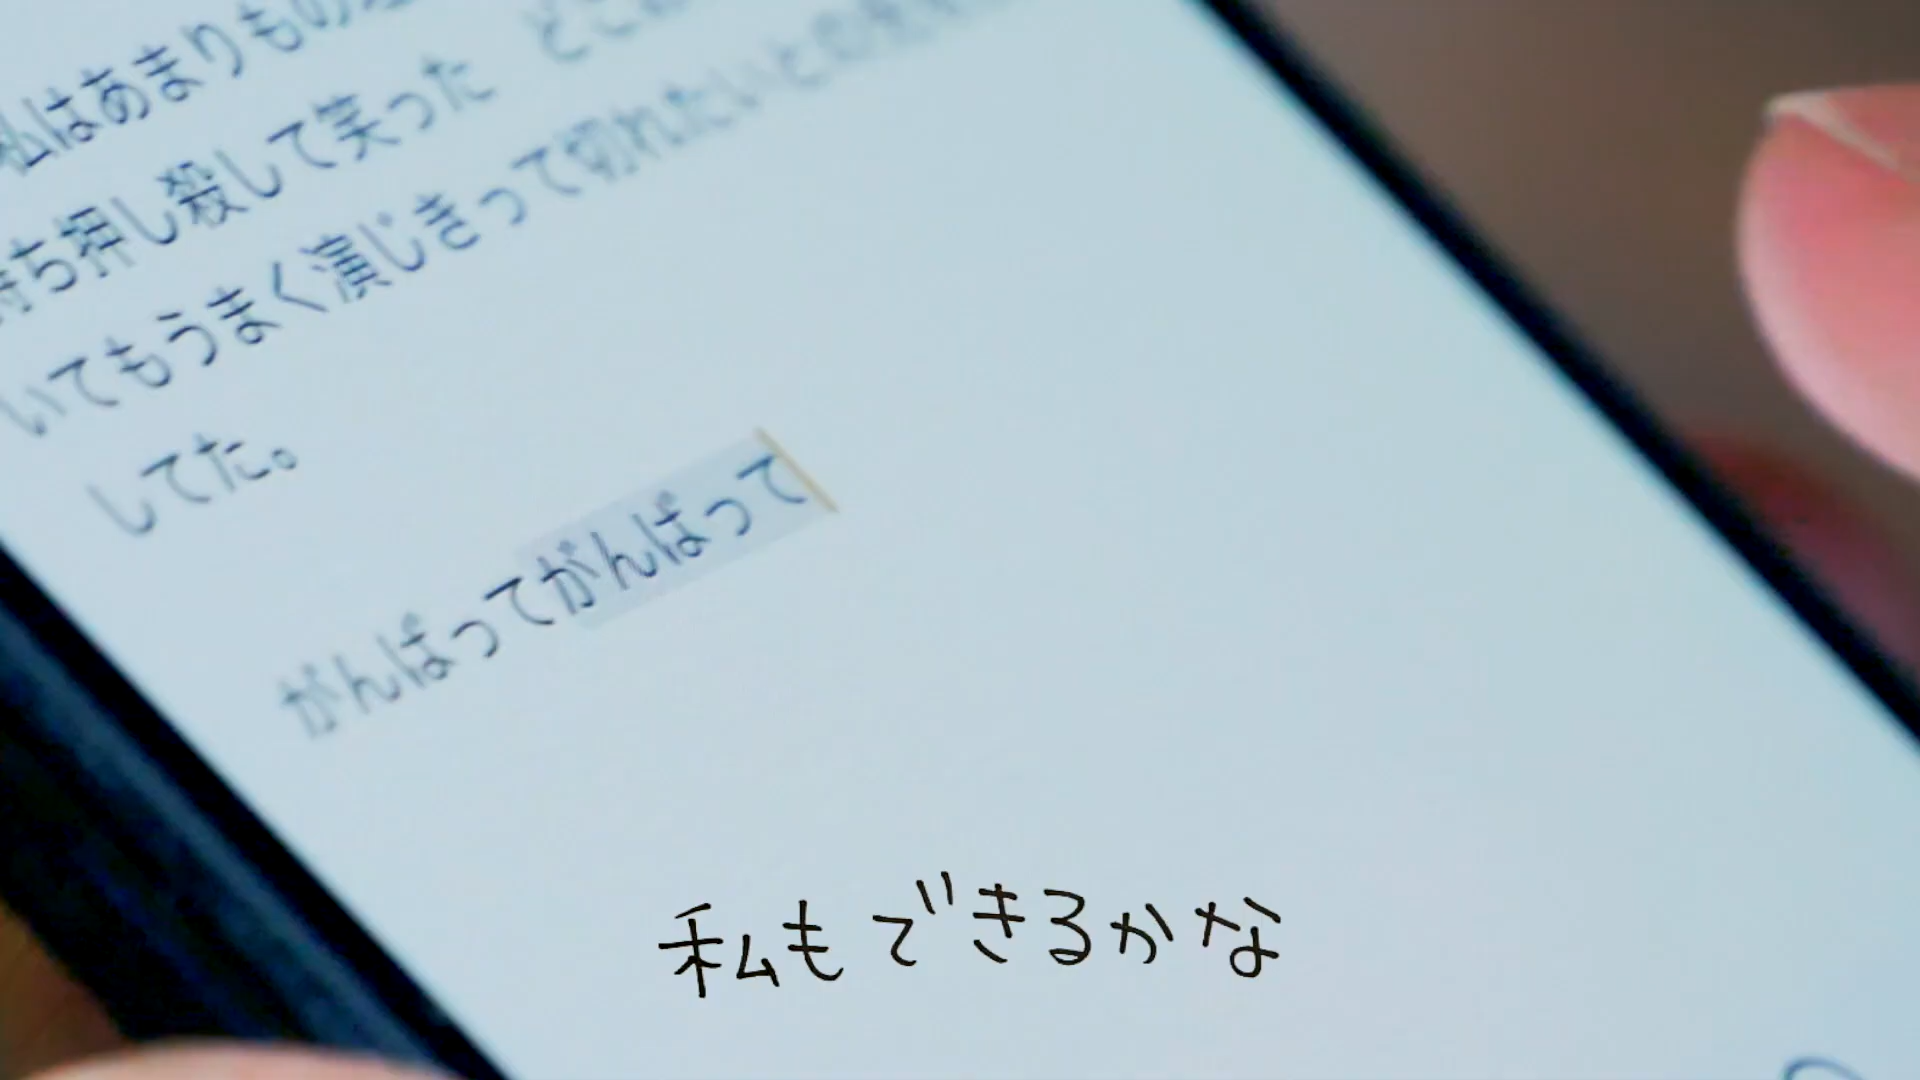 私はあまりもの
持ち押し殺して笑った
いてもうまく演じきって切れたいとの
してた。
がんばってがんばって
私もできるかな